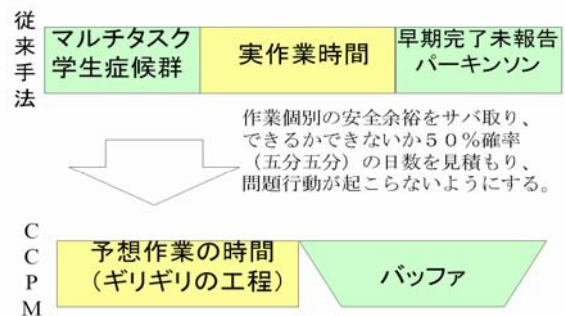 従来手法
マルチタスク
学生症候群
実作業時間
早期完了未報告
パーキンソン
作業個別の安全余裕をサバ取り、
できるかできないか５０％確率
（五分五分）の日数を見積もり、
問題行動が起こらないようにする。
CCPM
予想作業の時間
（ギリギリの工程）
バッファ